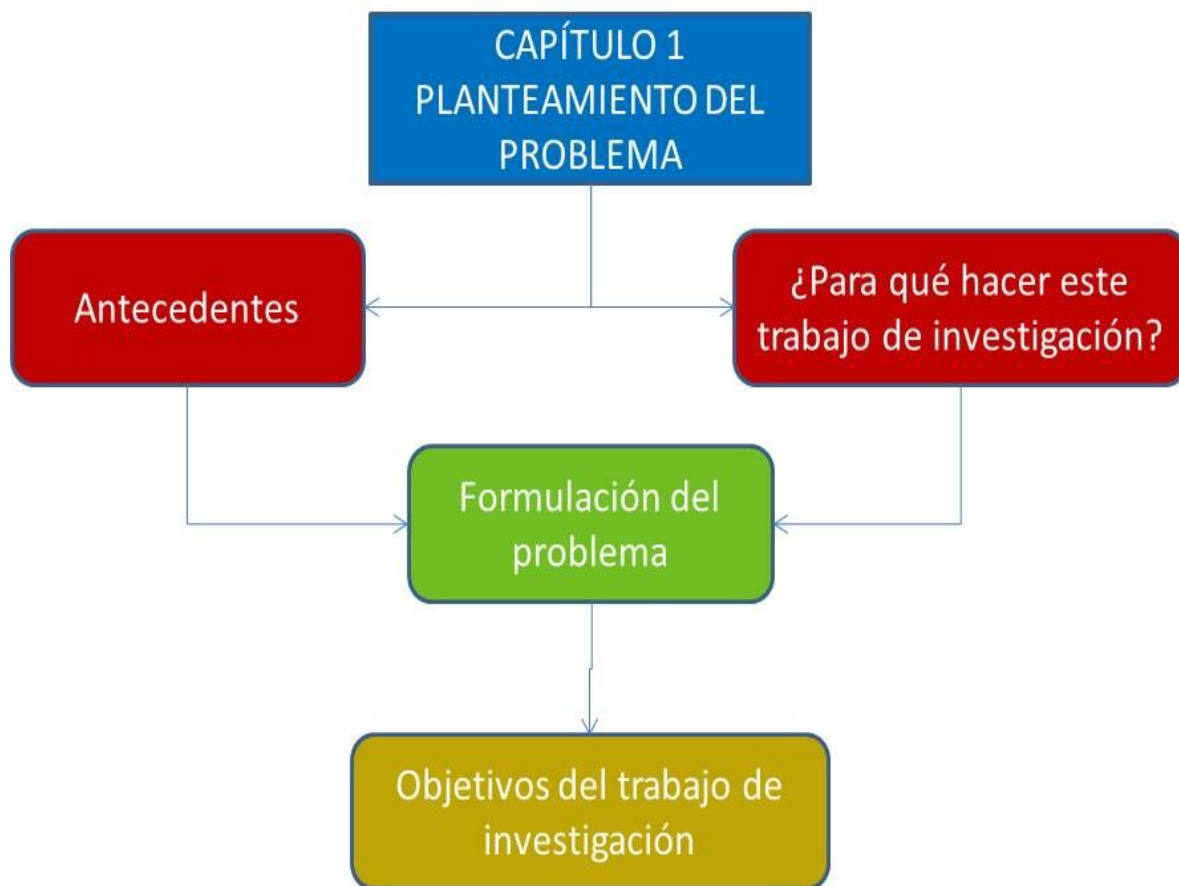 CAPÍTULO 1
PLANTEAMIENTO DEL
PROBLEMA
Antecedentes
¿Para qué hacer este
trabajo de investigación?
Formulación del
problema
Objetivos del trabajo de
investigación